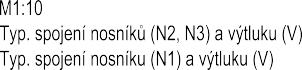 M1:10
Typ. spojení nosníků (N2, N3) a výtluku (V)
Typ. spojení nosníku (N1) a výtluku (V)